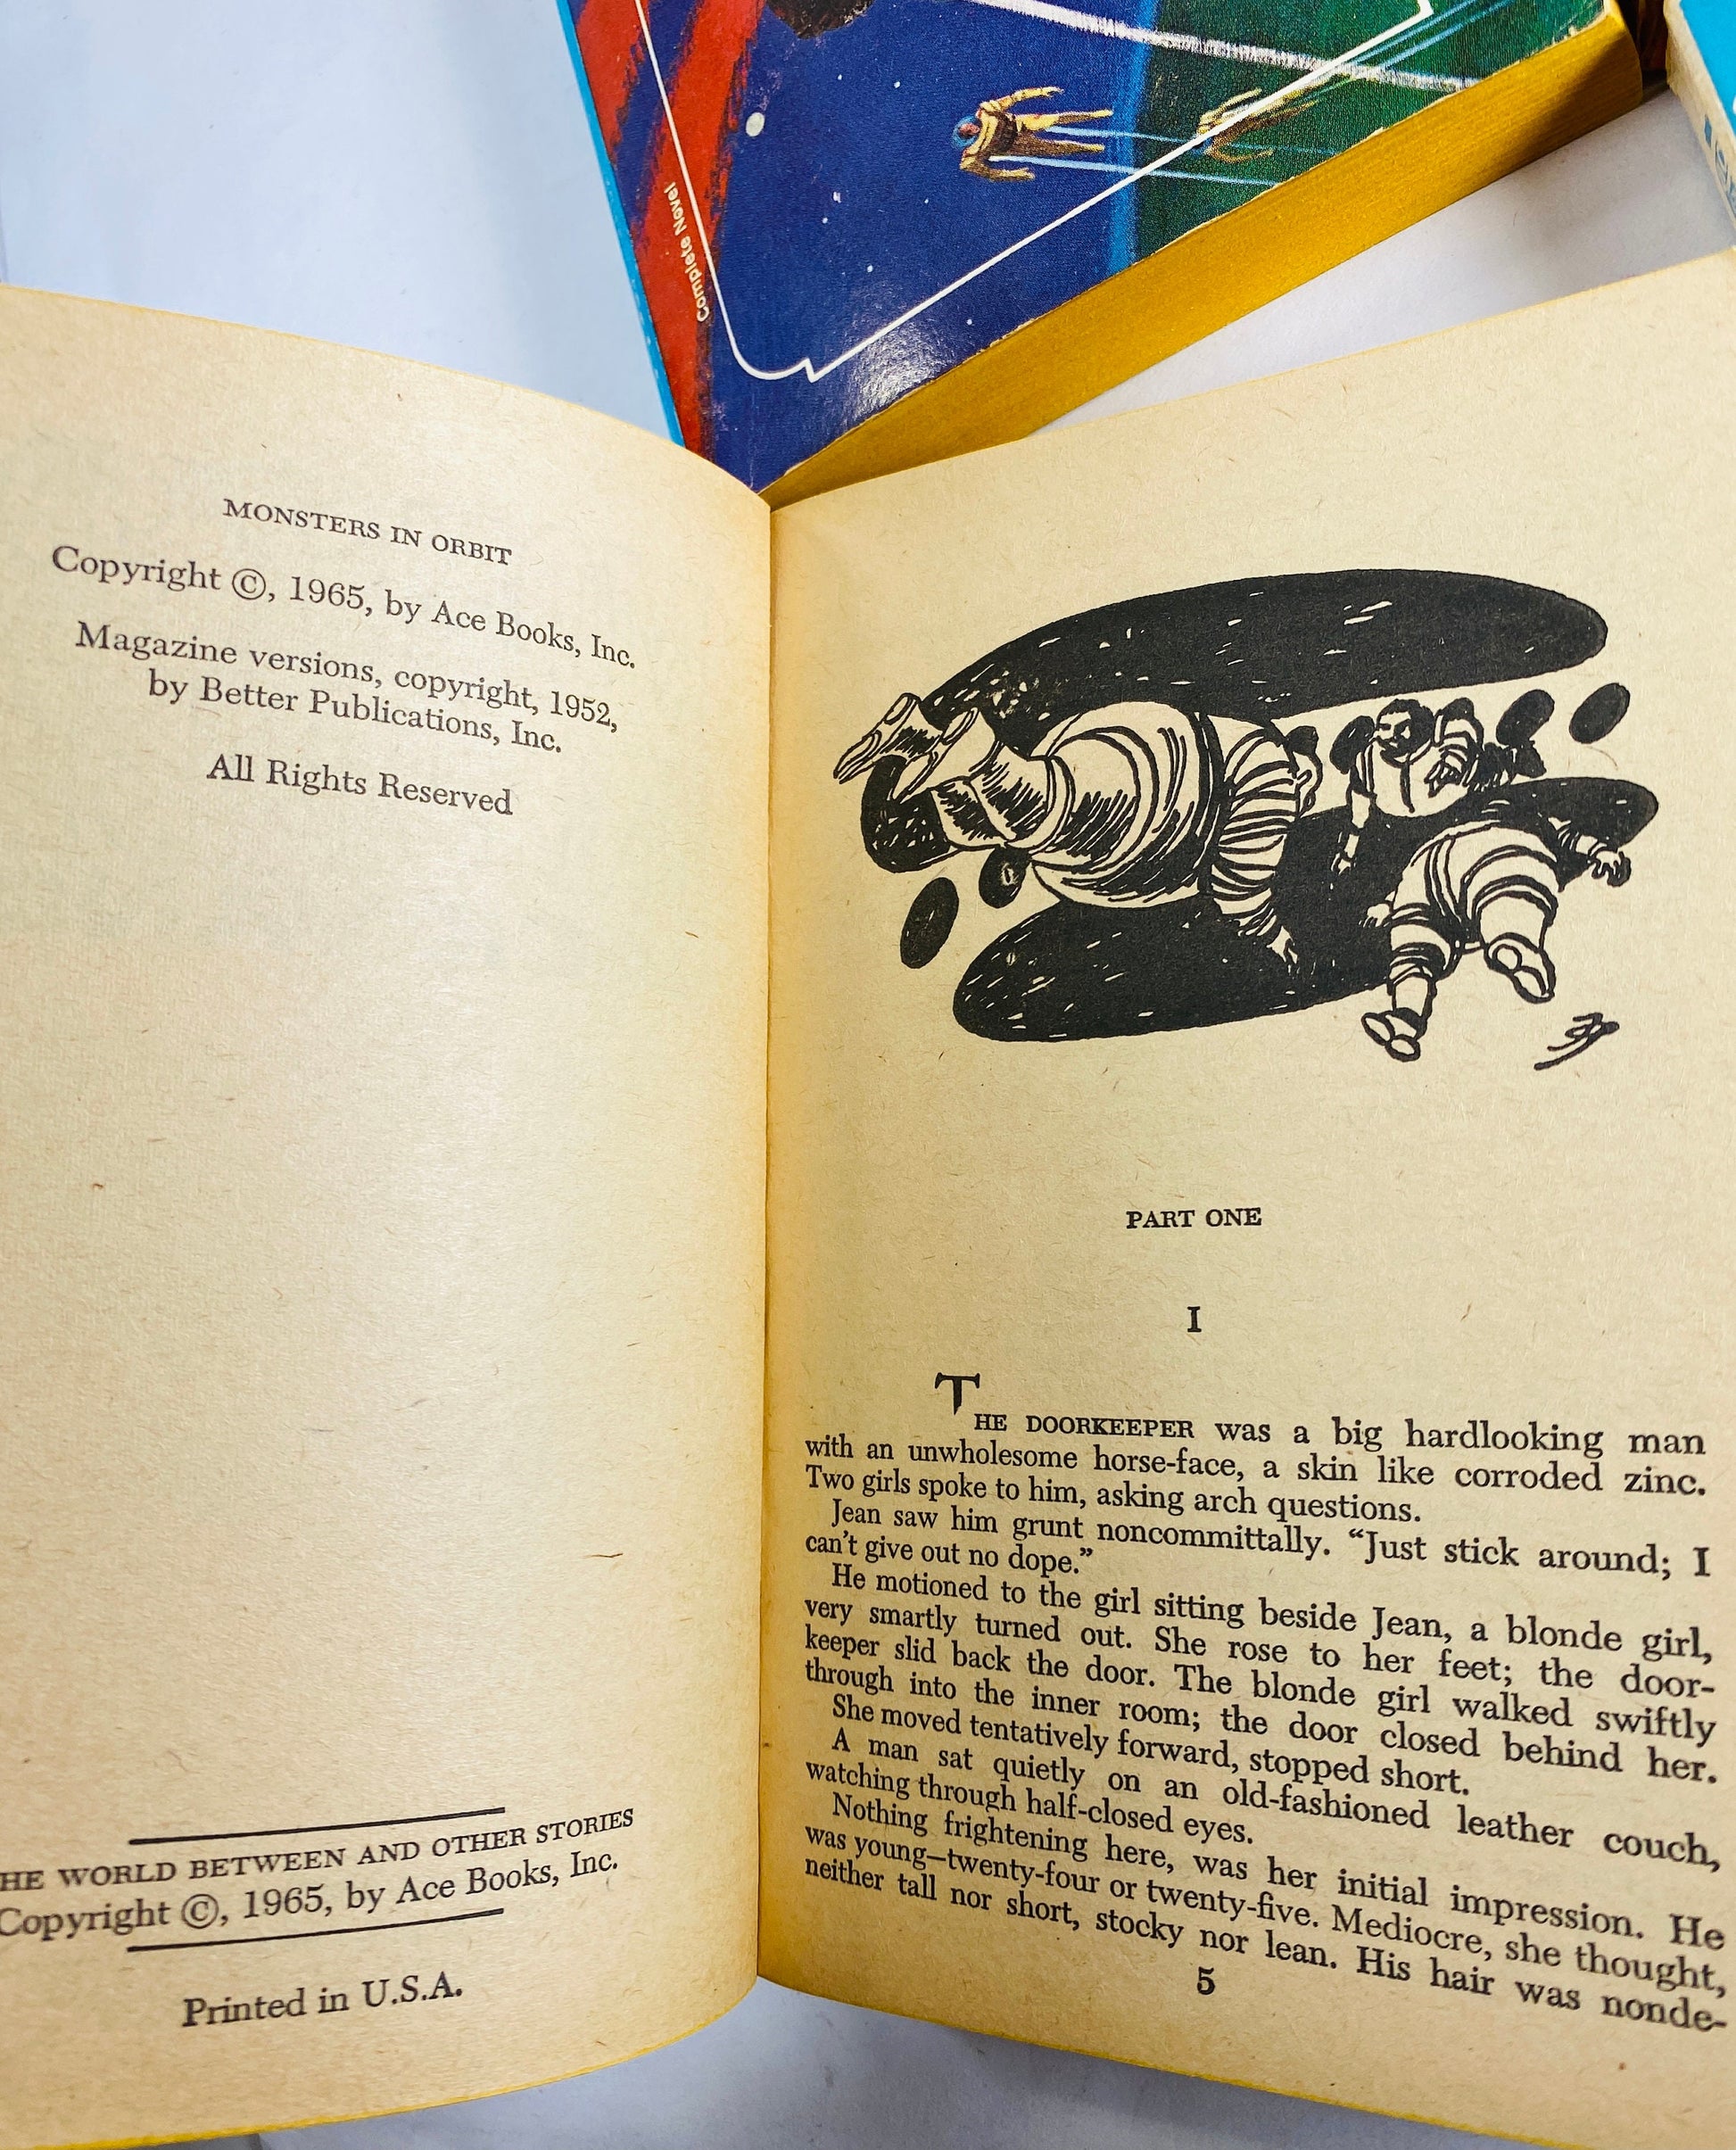 Complete Novel
MONSTERS IN ORBIT
Copyright ©, 1965, by Ace Books, Inc.
Magazine versions, copyright, 1952,
by Better Publications, Inc.
All Rights Reserved
HE WORLD BETWEEN AND OTHER STORIES
Copyright ©, 1965, by Ace Books, Inc.
Printed in U.S.A.
PART ONE
I
THE DOORKEEPER was a big hardlooking man
with an unwholesome horse-face, a skin like corroded zinc.
Two girls spoke to him, asking arch questions.
Jean saw him grunt noncommittally. “Just stick around; I
can’t give out no dope.”
He motioned to the girl sitting beside Jean, a blonde girl,
very smartly turned out. She rose to her feet; the door-
keeper slid back the door. The blonde girl walked swiftly
through into the inner room; the door closed behind her.
She moved tentatively forward, stopped short.
A man sat quietly on an old-fashioned leather couch,
watching through half-closed eyes.
Nothing frightening here, was her initial impression. He
was young—twenty-four or twenty-five. Mediocre, she thought,
neither tall nor short, stocky nor lean. His hair was nonde-
5